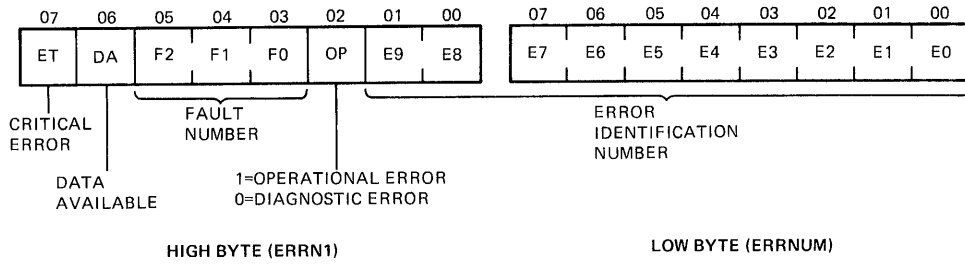 07 06 05 04 03 02 01 00 07 06 05 04 03 02 01 00
ET DA F2 F1 F0 OP E9 E8 E7 E6 E5 E4 E3 E2 E1 E0
CRITICAL
ERROR
FAULT
NUMBER
ERROR
IDENTIFICATION
NUMBER
DATA
AVAILABLE
1=OPERATIONAL ERROR
0=DIAGNOSTIC ERROR
HIGH BYTE (ERRN1) LOW BYTE (ERRNUM)